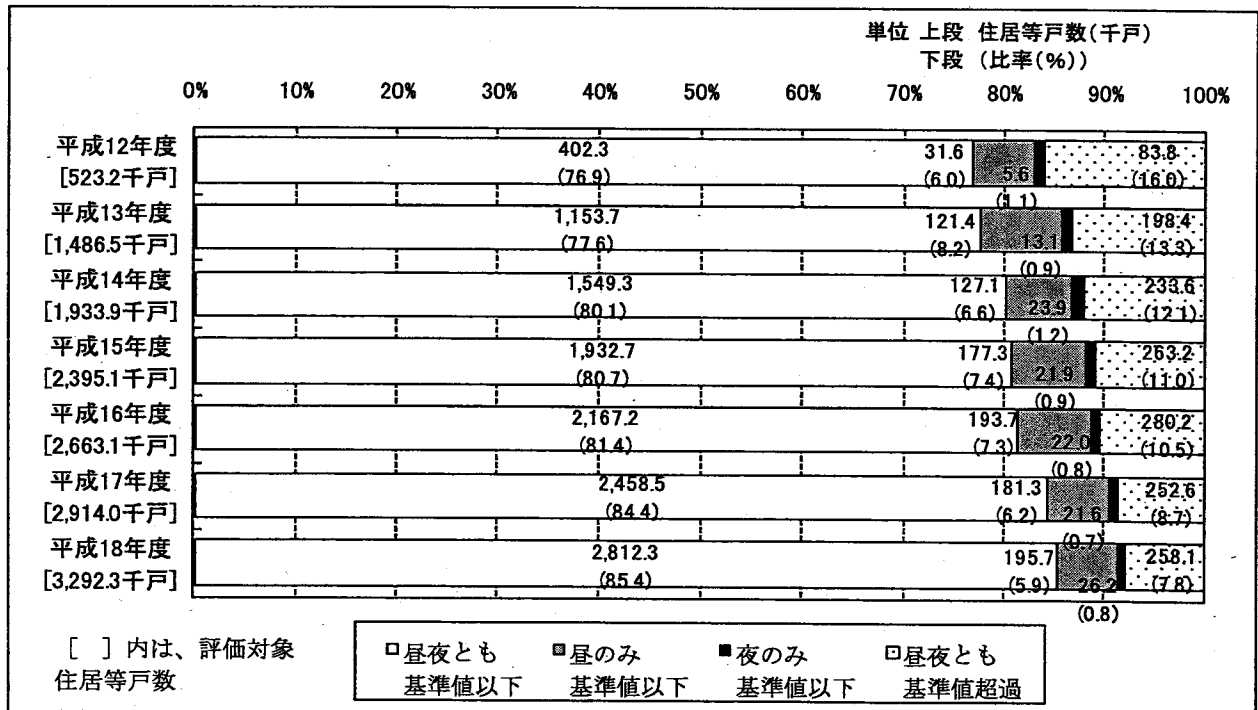 単位 上段 住居等戸数(千戸)
下段 (比率(%))
0% 10% 20% 30% 40% 50% 60% 70% 80% 90% 100%
平成12年度 402.3 31.6 5.6 83.8
[523.2千戸] (76.9) (6.0) (1.1) (16.0)
平成13年度 1,153.7 121.4 13.1 198.4
[1,486.5千戸] (77.6) (8.2) (0.9) (13.3)
平成14年度 1,549.3 127.1 23.9 233.6
[1,933.9千戸] (80.1) (6.6) (1.2) (12.1)
平成15年度 1,932.7 177.3 21.9 263.2
[2,395.1千戸] (80.7) (7.4) (0.9) (11.0)
平成16年度 2,167.2 193.7 22.0 280.2
[2,663.1千戸] (81.4) (7.3) (0.8) (10.5)
平成17年度 2,458.5 181.3 21.6 252.6
[2,914.0千戸] (84.4) (6.2) (0.7) (8.7)
平成18年度 2,812.3 195.7 26.2 258.1
[3,292.3千戸] (85.4) (5.9) (0.8) (7.8)
[ ]内は、評価対象
住居等戸数
昼夜とも 昼のみ 夜のみ 昼夜とも
基準値以下 基準値以下 基準値以下 基準値超過